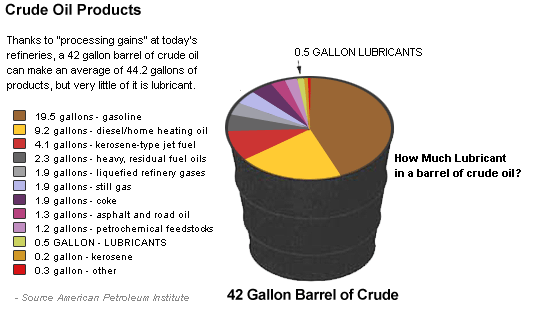 Crude Oil Products
Thanks to "processing gains" at today's
refineries, a 42 gallon barrel of crude oil
can make an average of 44.2 gallons of
products, but very little of it is lubricant.
0.5 GALLON LUBRICANTS
19.5 gallons - gasoline
9.2 gallons - diesel/home heating oil
4.1 gallons - kerosene-type jet fuel
2.3 gallons - heavy, residual fuel oils
1.9 gallons - liquefied refinery gases
1.9 gallons - still gas
1.9 gallons - coke
1.3 gallons - asphalt and road oil
1.2 gallons - petrochemical feedstocks
0.5 GALLON - LUBRICANTS
0.2 gallon - kerosene
0.3 gallon - other
How Much Lubricant
in a barrel of crude oil?
- Source American Petroleum Institute
42 Gallon Barrel of Crude